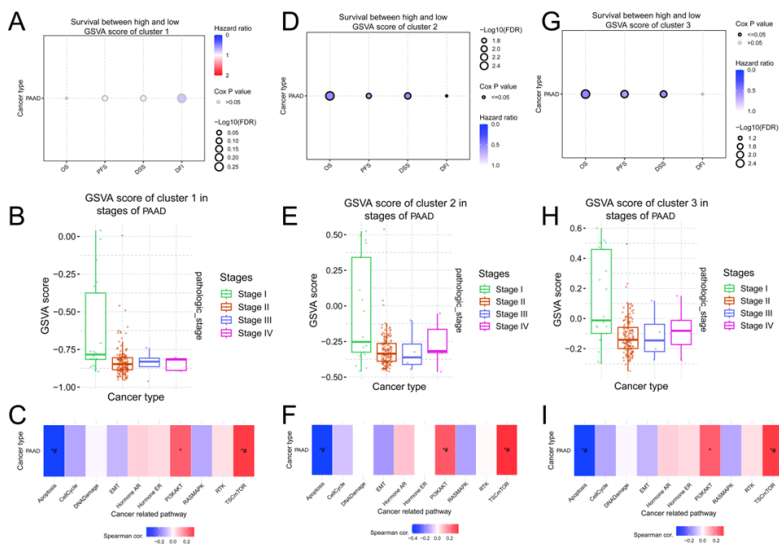 A
Survival between high and low
GSVA score of cluster 1
Cancer type
PAAD
OS
PFS
DSS
DFI
Hazard ratio
0
1
2
Cox P value
>0.05
−Log10(FDR)
0.05
0.10
0.15
0.20
0.25
D
Survival between high and low
GSVA score of cluster 2
Cancer type
PAAD
OS
PFS
DSS
DFI
−Log10(FDR)
1.8
2.0
2.2
2.4
Cox P value
<=0.05
Hazard ratio
0.0
0.5
1.0
G
Survival between high and low
GSVA score of cluster 3
Cancer type
PAAD
OS
PFS
DSS
DFI
Cox P value
<=0.05
>0.05
Hazard ratio
0.0
0.5
1.0
−Log10(FDR)
1.2
1.6
2.0
2.4
B
GSVA score of cluster 1 in
stages of PAAD
GSVA score
0.00
−0.25
−0.50
−0.75
−1.00
Cancer type
pathologic_stage
Stages
Stage I
Stage II
Stage III
Stage IV
E
GSVA score of cluster 2 in
stages of PAAD
GSVA score
0.50
0.25
0.00
−0.25
−0.50
Cancer type
pathologic_stage
Stages
Stage I
Stage II
Stage III
Stage IV
H
GSVA score of cluster 3 in
stages of PAAD
GSVA score
0.6
0.4
0.2
0.0
−0.2
Cancer type
pathologic_stage
Stages
Stage I
Stage II
Stage III
Stage IV
C
Cancer type
PAAD
*#
*
*#
Apoptosis
CellCycle
DNADamage
EMT
Hormone AR
Hormone ER
PI3KAKT
RASMAPK
RTK
TSCmTOR
Cancer related pathway
Spearman cor.
−0.2
0.0
0.2
F
Cancer type
PAAD
*#
*#
*#
Apoptosis
CellCycle
DNADamage
EMT
Hormone AR
Hormone ER
PI3KAKT
RASMAPK
RTK
TSCmTOR
Cancer related pathway
Spearman cor.
−0.4
−0.2
0.0
0.2
I
Cancer type
PAAD
*#
*
*#
Apoptosis
CellCycle
DNADamage
EMT
Hormone AR
Hormone ER
PI3KAKT
RASMAPK
RTK
TSCmTOR
Cancer related pathway
Spearman cor.
−0.2
0.0
0.2